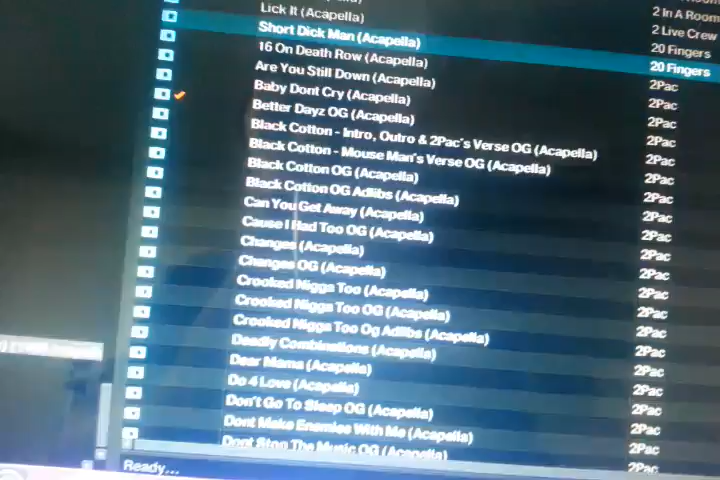 Lick It (Acapella) 2 In A Room
Short Dick Man (Acapella) 2 Live Crew
16 On Death Row (Acapella) 20 Fingers
Are You Still Down (Acapella) 20 Fingers
Baby Dont Cry (Acapella) 2Pac
Better Dayz OG (Acapella) 2Pac
Black Cotton - Intro, Outro & 2Pac's Verse OG (Acapella) 2Pac
Black Cotton - Mouse Man's Verse OG (Acapella) 2Pac
Black Cotton OG (Acapella) 2Pac
Black Cotton OG Adlibs (Acapella) 2Pac
Can You Get Away (Acapella) 2Pac
Cause I Had Too OG (Acapella) 2Pac
Changes (Acapella) 2Pac
Changes OG (Acapella) 2Pac
Crooked Nigga Too (Acapella) 2Pac
Crooked Nigga Too OG (Acapella) 2Pac
Crooked Nigga Too Og Adlibs (Acapella) 2Pac
Deadly Combinations (Acapella) 2Pac
Dear Mama (Acapella) 2Pac
Do 4 Love (Acapella) 2Pac
Don't Go To Sleep OG (Acapella) 2Pac
Dont Make Enemies With Me (Acapella) 2Pac
Dont Stop The Music OG (Acapella) 2Pac
Ready...